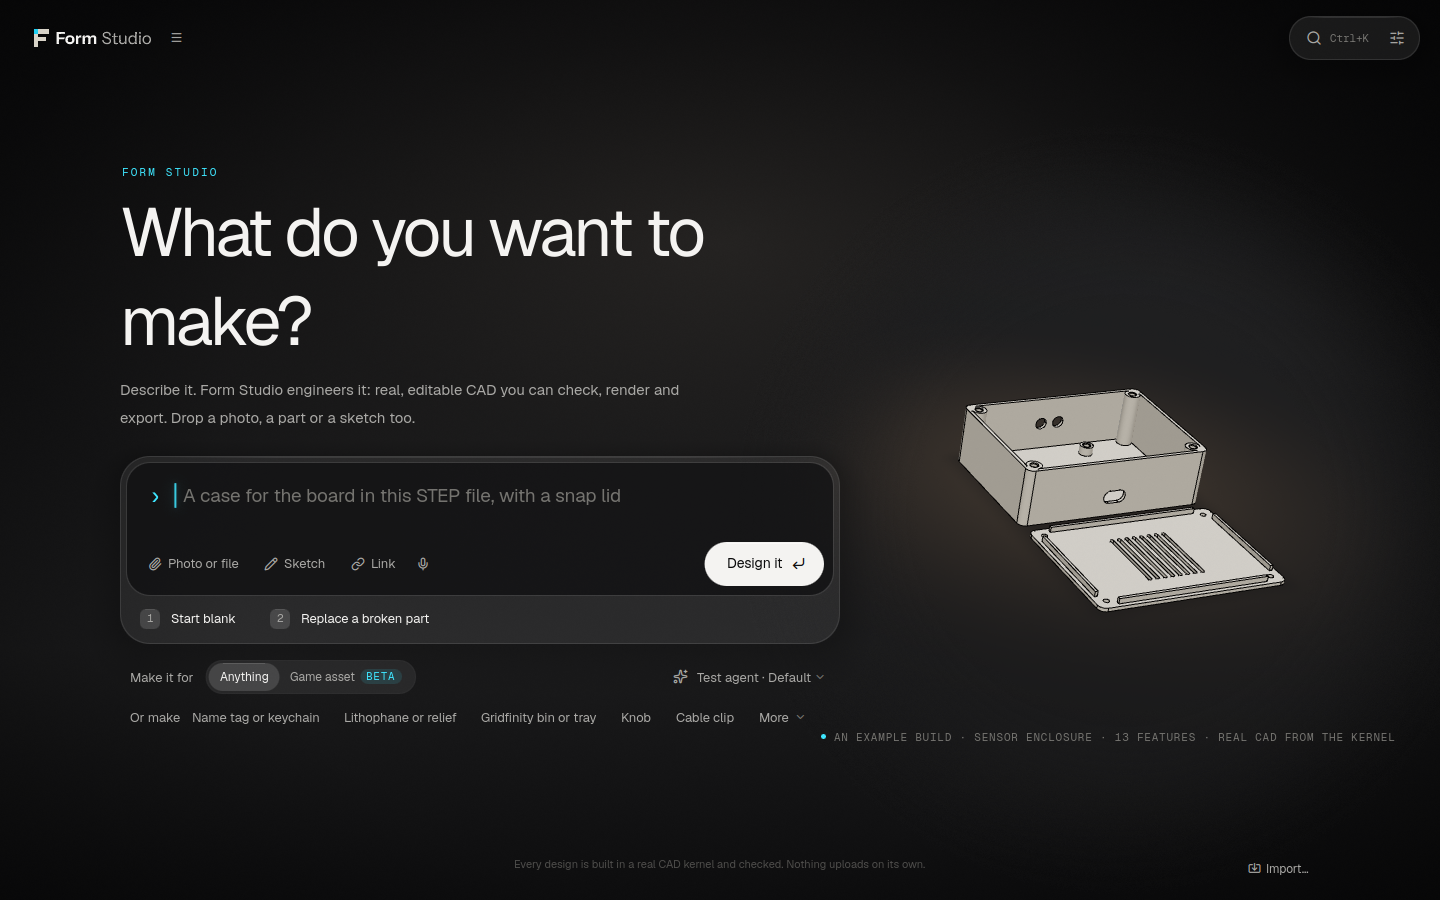 Form Studio
Ctrl+K
FORM STUDIO
What do you want to
make?
Describe it. Form Studio engineers it: real, editable CAD you can check, render and
export. Drop a photo, a part or a sketch too.
› A case for the board in this STEP file, with a snap lid
Photo or file Sketch Link Design it
1 Start blank 2 Replace a broken part
Make it for Anything Game asset BETA Test agent · Default
Or make Name tag or keychain Lithophane or relief Gridfinity bin or tray Knob Cable clip More
AN EXAMPLE BUILD · SENSOR ENCLOSURE · 13 FEATURES · REAL CAD FROM THE KERNEL
Every design is built in a real CAD kernel and checked. Nothing uploads on its own.
Import...